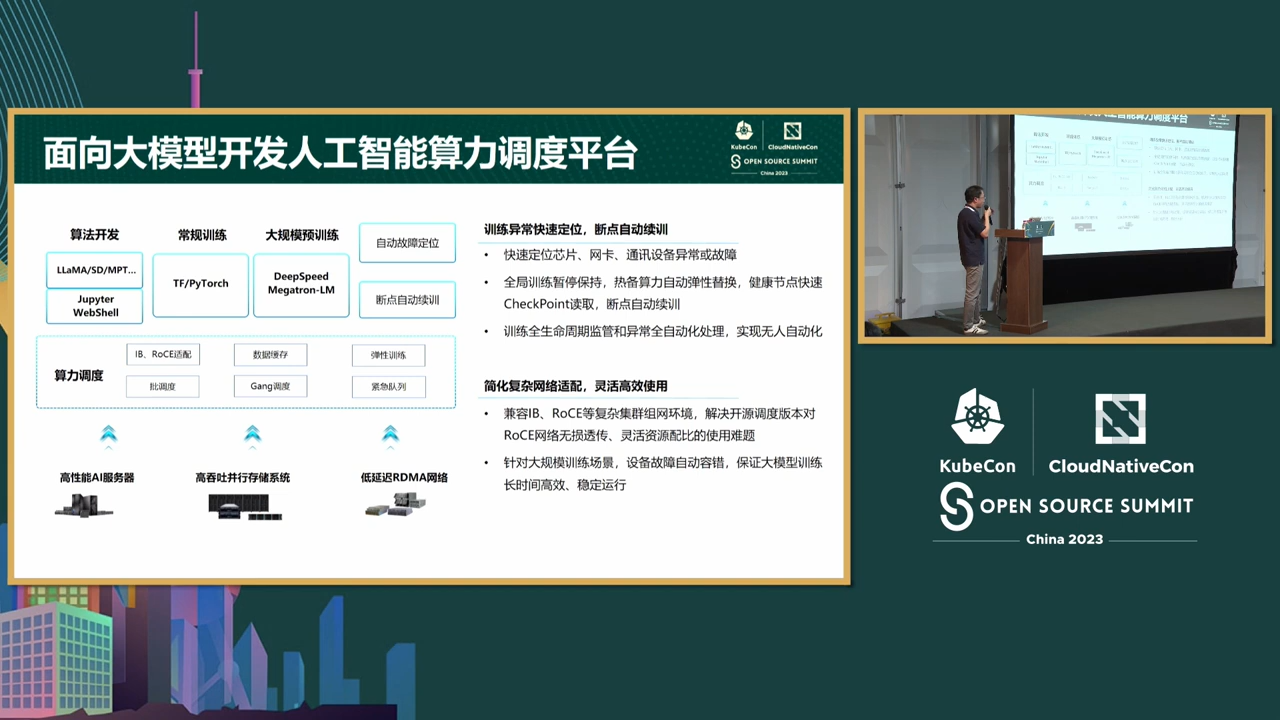 面向大模型开发人工智能算力调度平台
KubeCon
CloudNativeCon
OPEN SOURCE SUMMIT
China 2023
算法开发
常规训练
大规模预训练
自动故障定位
LLaMA/SD/MPT...
Jupyter
WebShell
TF/PyTorch
DeepSpeed
Megatron-LM
断点自动续训
算力调度
IB、RoCE适配
数据缓存
弹性训练
批调度
Gang调度
紧急队列
高性能AI服务器
高吞吐并行存储系统
低延迟RDMA网络
训练异常快速定位，断点自动续训
• 快速定位芯片、网卡、通讯设备异常或故障
• 全局训练暂停保持，热备算力自动弹性替换，健康节点快速
CheckPoint读取，断点自动续训
• 训练全生命周期监管和异常全自动化处理，实现无人自动化
简化复杂网络适配，灵活高效使用
• 兼容IB、RoCE等复杂集群组网环境，解决开源调度版本对
RoCE网络无损透传、灵活资源配比的使用难题
• 针对大规模训练场景，设备故障自动容错，保证大模型训练
长时间高效、稳定运行
KubeCon
CloudNativeCon
OPEN SOURCE SUMMIT
China 2023